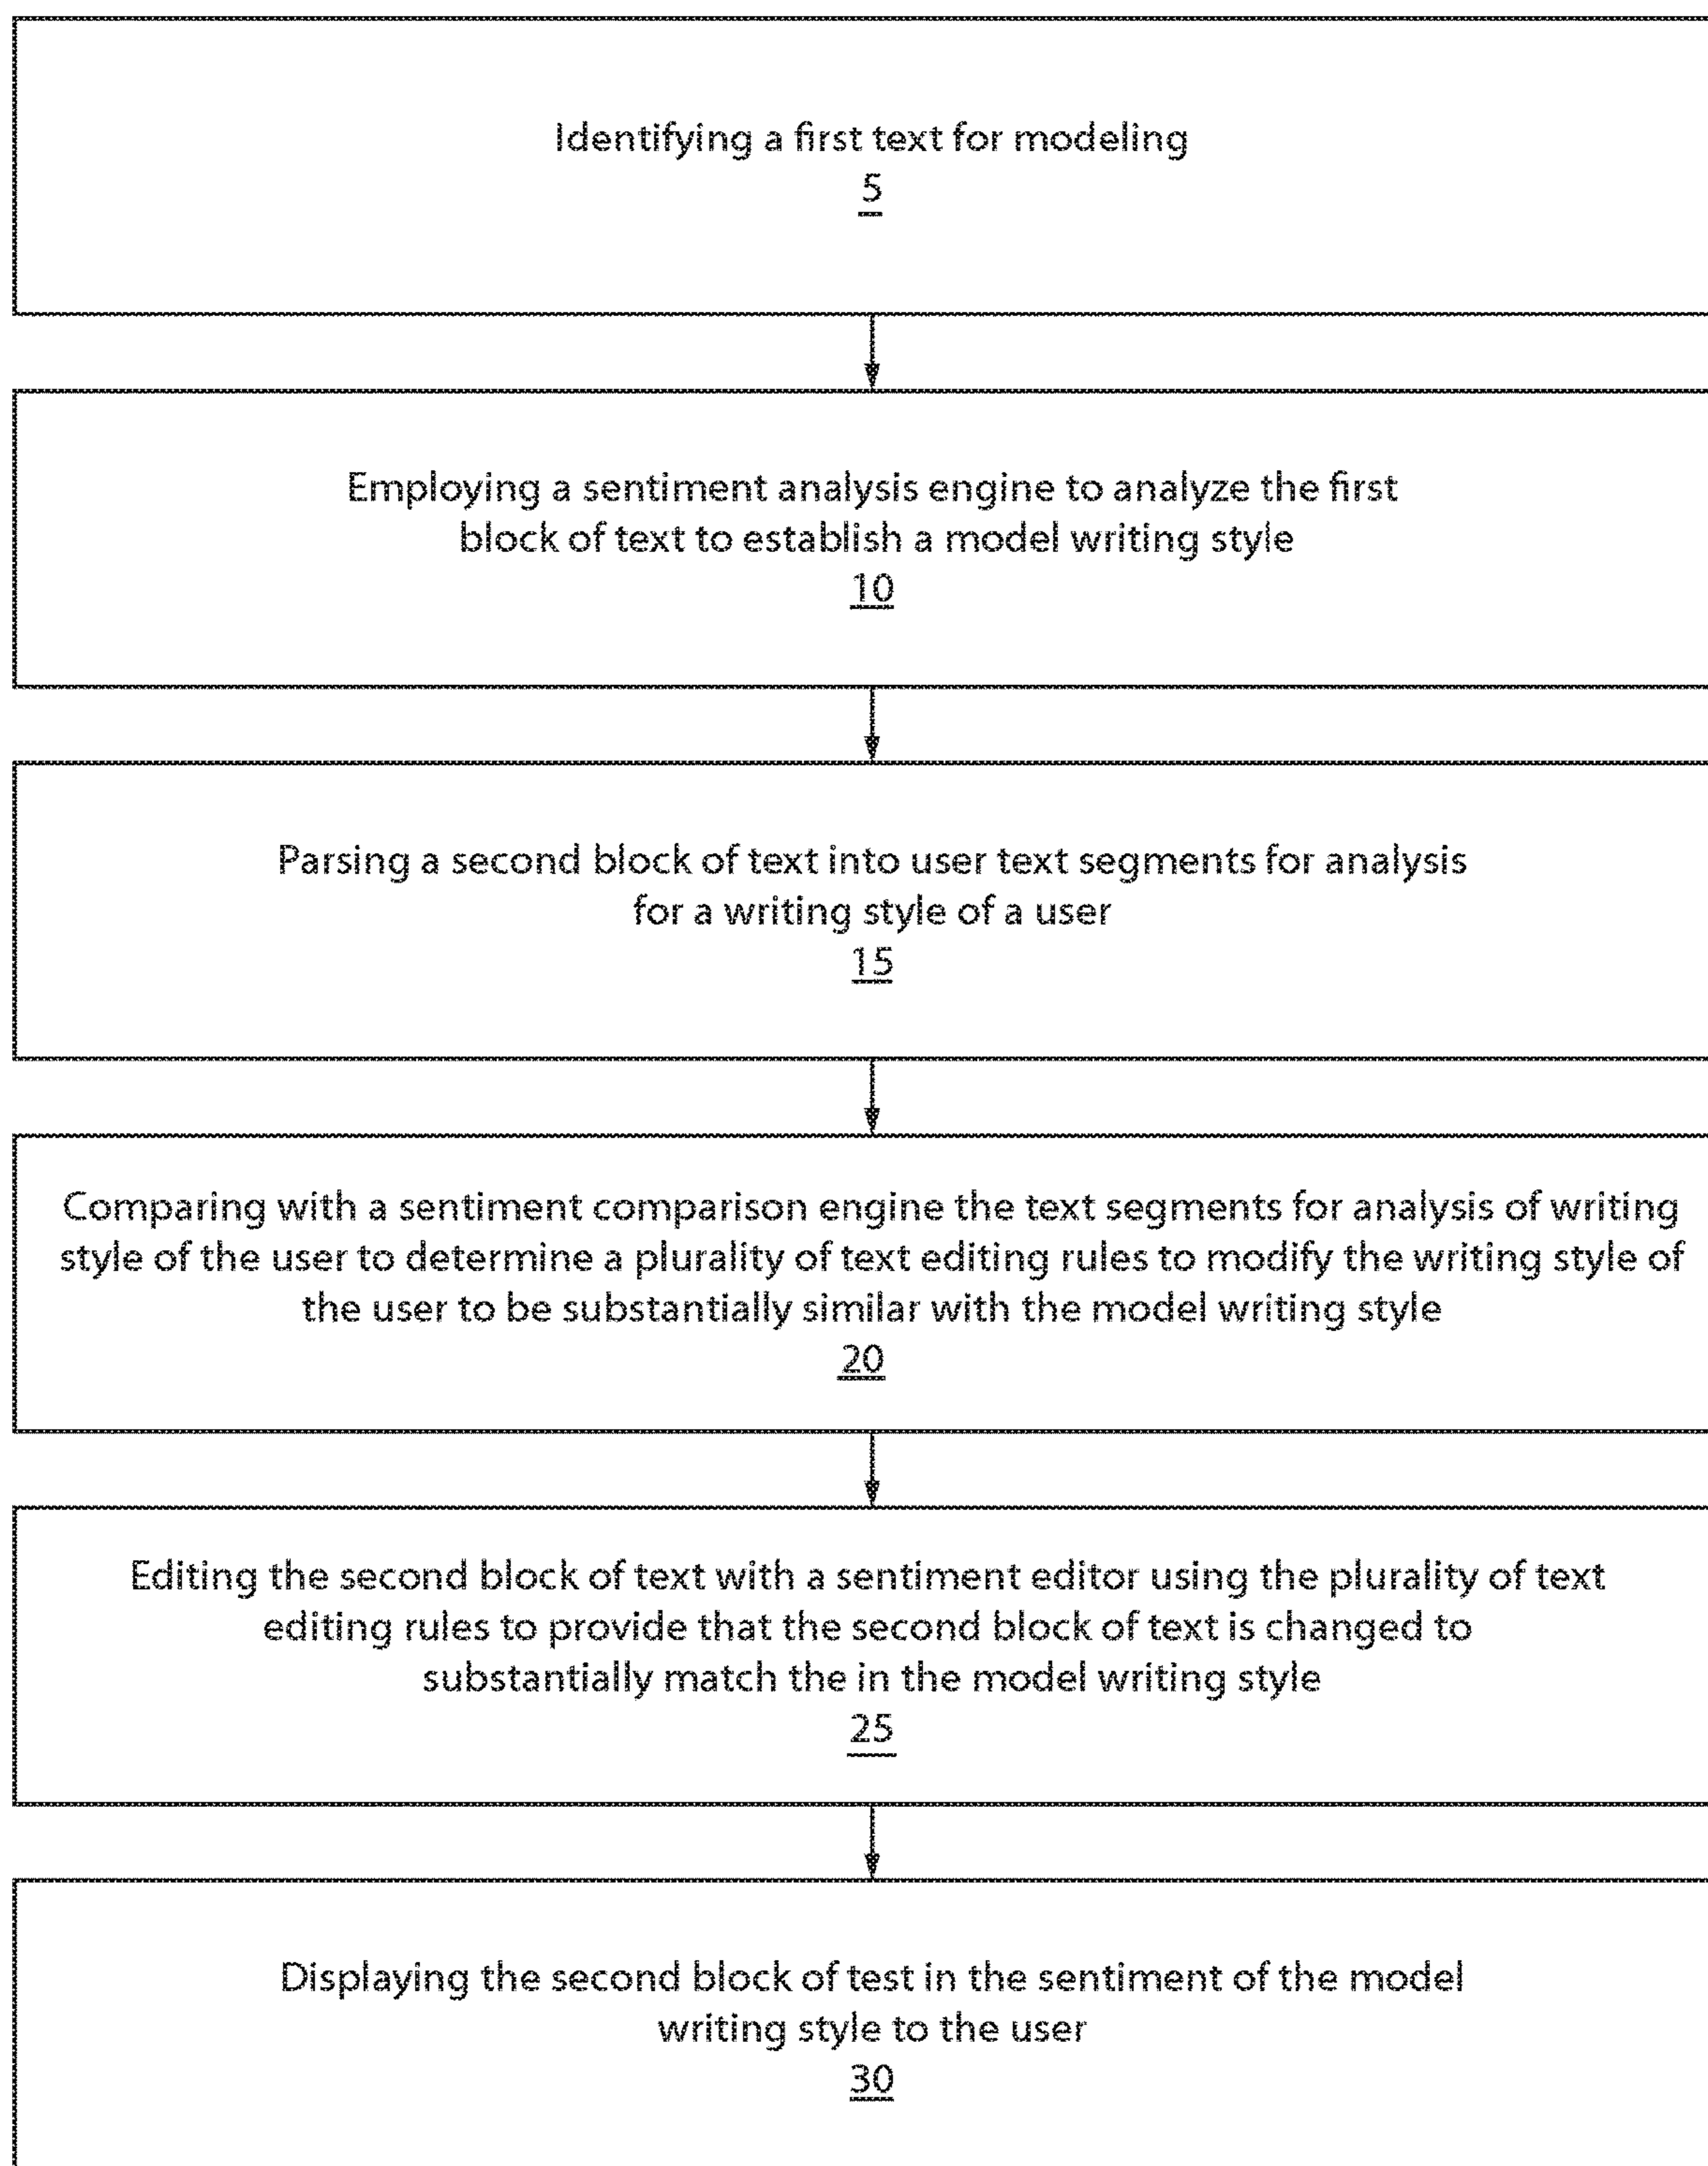 Identifying a first text for modeling
5
Employing a sentiment analysis engine to analyze the first
block of text to establish a model writing style
10
Parsing a second block of text into user text segments for analysis
for a writing style of a user
15
Comparing with a sentiment comparison engine the text segments for analysis of writing
style of the user to determine a plurality of text editing rules to modify the writing style of
the user to be substantially similar with the model writing style
20
Editing the second block of text with a sentiment editor using the plurality of text
editing rules to provide that the second block of text is changed to
substantially match the in the model writing style
25
Displaying the second block of test in the sentiment of the model
writing style to the user
30